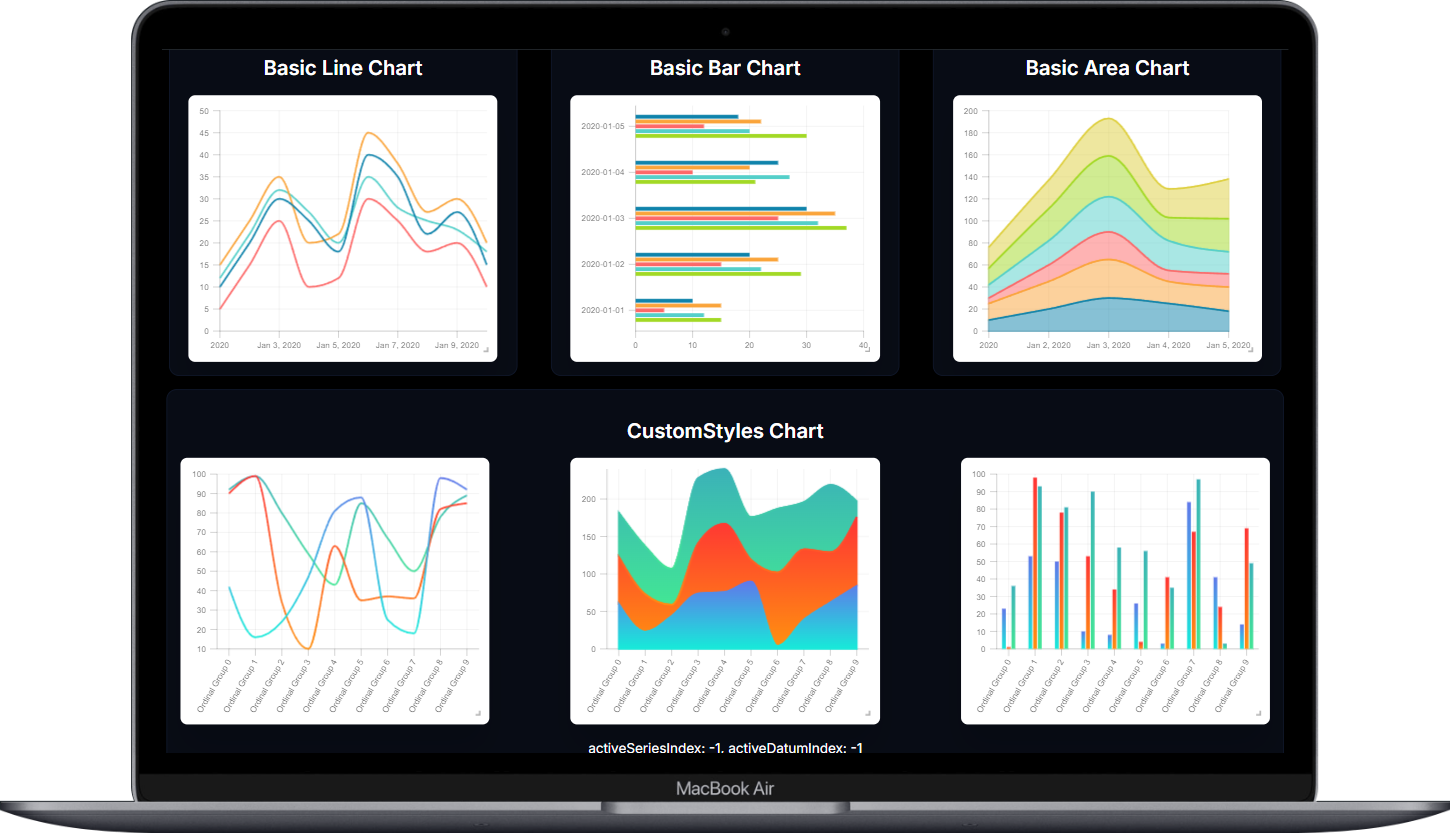 Basic Line Chart
Basic Bar Chart
Basic Area Chart
50
45
40
35
30
25
20
15
10
5
0
2020 Jan 3, 2020 Jan 5, 2020 Jan 7, 2020 Jan 9, 2020
2020-01-05
2020-01-04
2020-01-03
2020-01-02
2020-01-01
0 10 20 30 40
200
180
160
140
120
100
80
60
40
20
0
2020 Jan 2, 2020 Jan 3, 2020 Jan 4, 2020 Jan 5, 2020
CustomStyles Chart
100
90
80
70
60
50
40
30
20
10
Ordinal Group 0
Ordinal Group 1
Ordinal Group 2
Ordinal Group 3
Ordinal Group 4
Ordinal Group 5
Ordinal Group 6
Ordinal Group 7
Ordinal Group 8
Ordinal Group 9
200
150
100
50
0
Ordinal Group 0
Ordinal Group 1
Ordinal Group 2
Ordinal Group 3
Ordinal Group 4
Ordinal Group 5
Ordinal Group 6
Ordinal Group 7
Ordinal Group 8
Ordinal Group 9
100
90
80
70
60
50
40
30
20
10
0
Ordinal Group 0
Ordinal Group 1
Ordinal Group 2
Ordinal Group 3
Ordinal Group 4
Ordinal Group 5
Ordinal Group 6
Ordinal Group 7
Ordinal Group 8
Ordinal Group 9
activeSeriesIndex: -1, activeDatumIndex: -1
MacBook Air